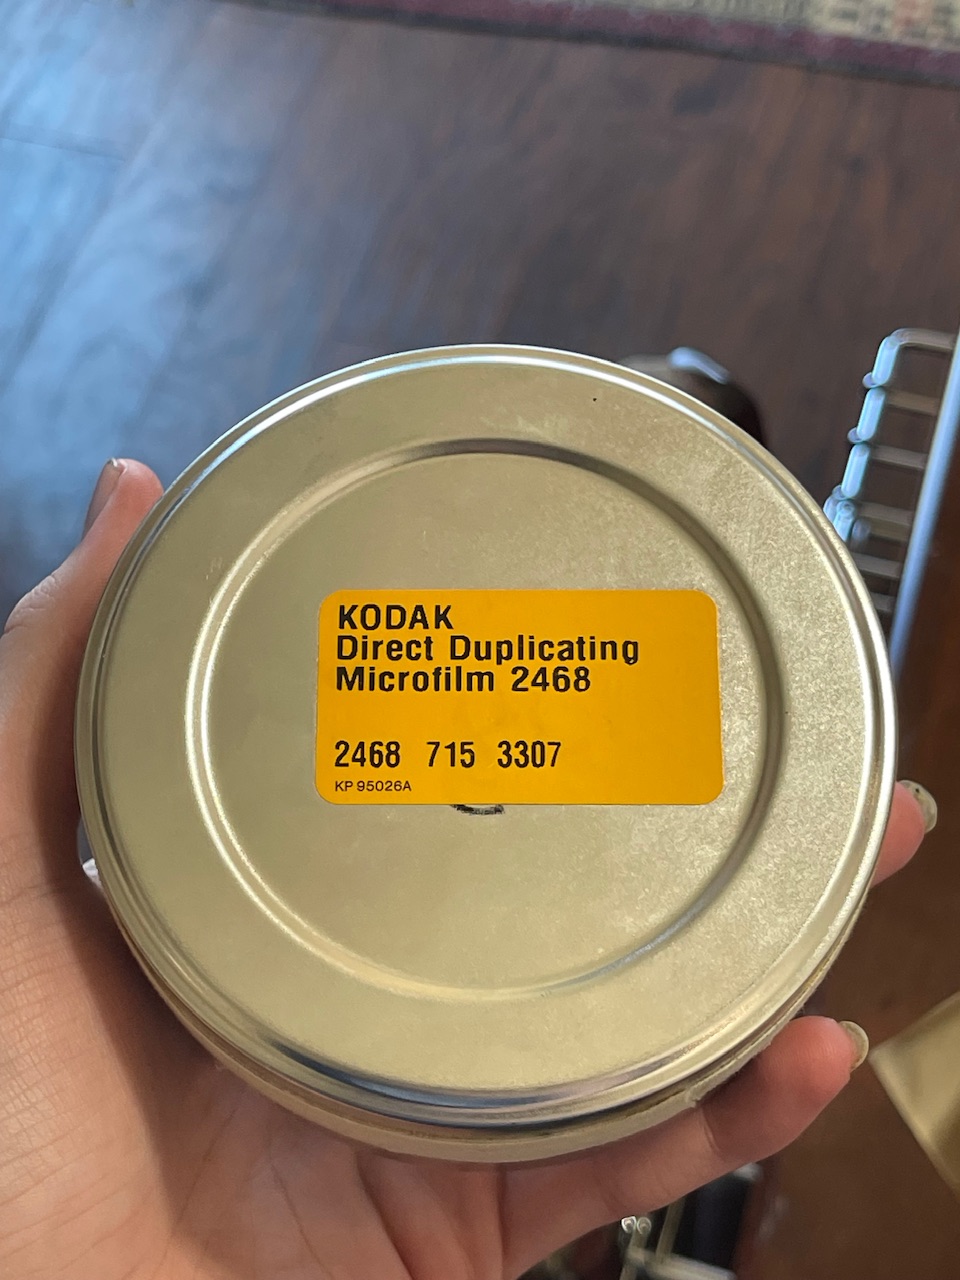 KODAK
Direct Duplicating
Microfilm 2468
2468 715 3307
KP 95026A